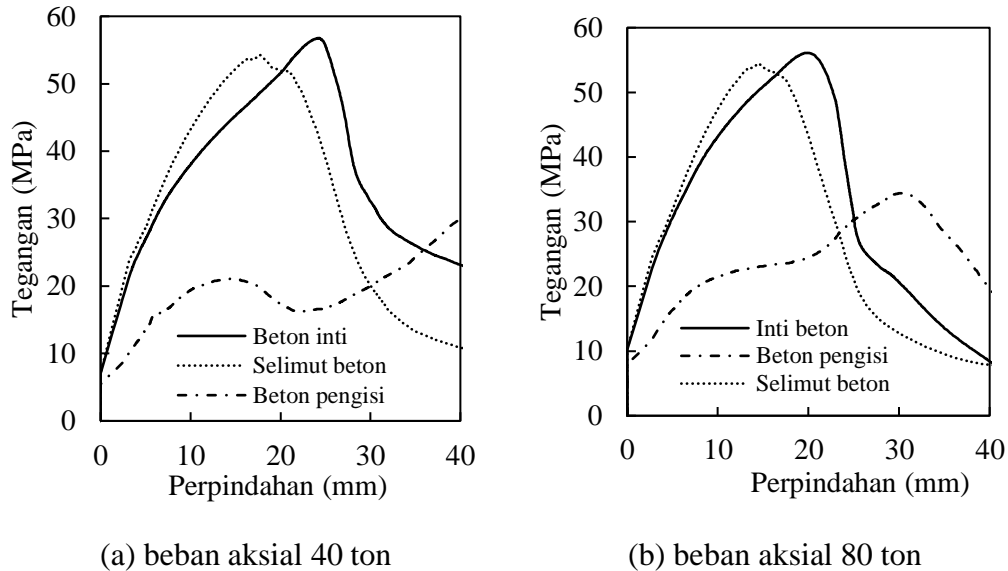 60
50
40
30
20
10
0
Tegangan (MPa)
Beton inti
Selimut beton
Beton pengisi
0 10 20 30 40
Perpindahan (mm)
(a) beban aksial 40 ton
60
50
40
30
20
10
0
Tegangan (MPa)
Inti beton
Beton pengisi
Selimut beton
0 10 20 30 40
Perpindahan (mm)
(b) beban aksial 80 ton